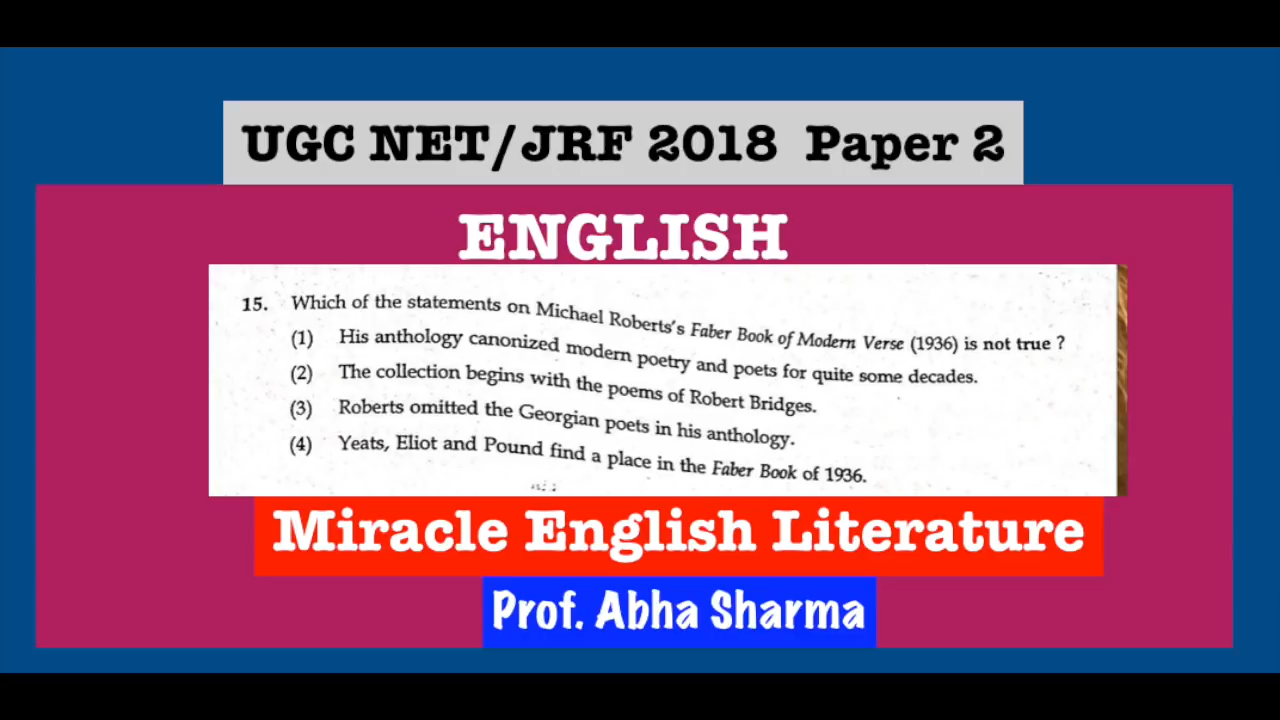 UGC NET/JRF 2018 Paper 2
ENGLISH
15. Which of the statements on Michael Roberts's Faber Book of Modern Verse (1936) is not true ?
(1) His anthology canonized modern poetry and poets for quite some decades.
(2) The collection begins with the poems of Robert Bridges.
(3) Roberts omitted the Georgian poets in his anthology.
(4) Yeats, Eliot and Pound find a place in the Faber Book of 1936.
Miracle English Literature
Prof. Abha Sharma